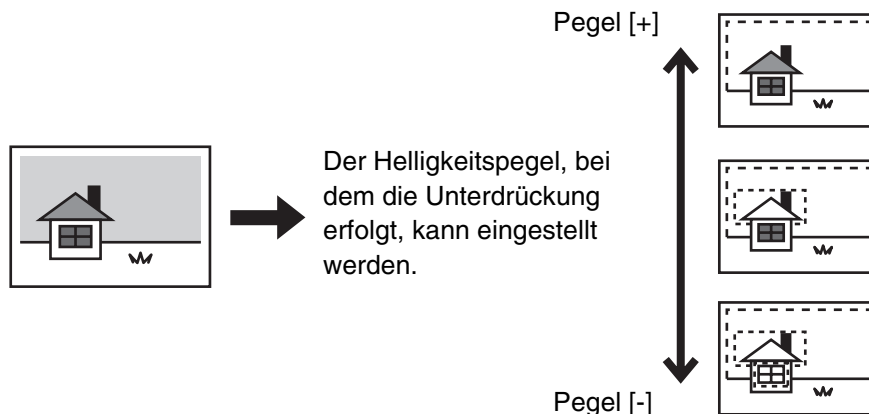 Pegel [+]
Der Helligkeitspegel, bei
dem die Unterdrückung
erfolgt, kann eingestellt
werden.
Pegel [-]